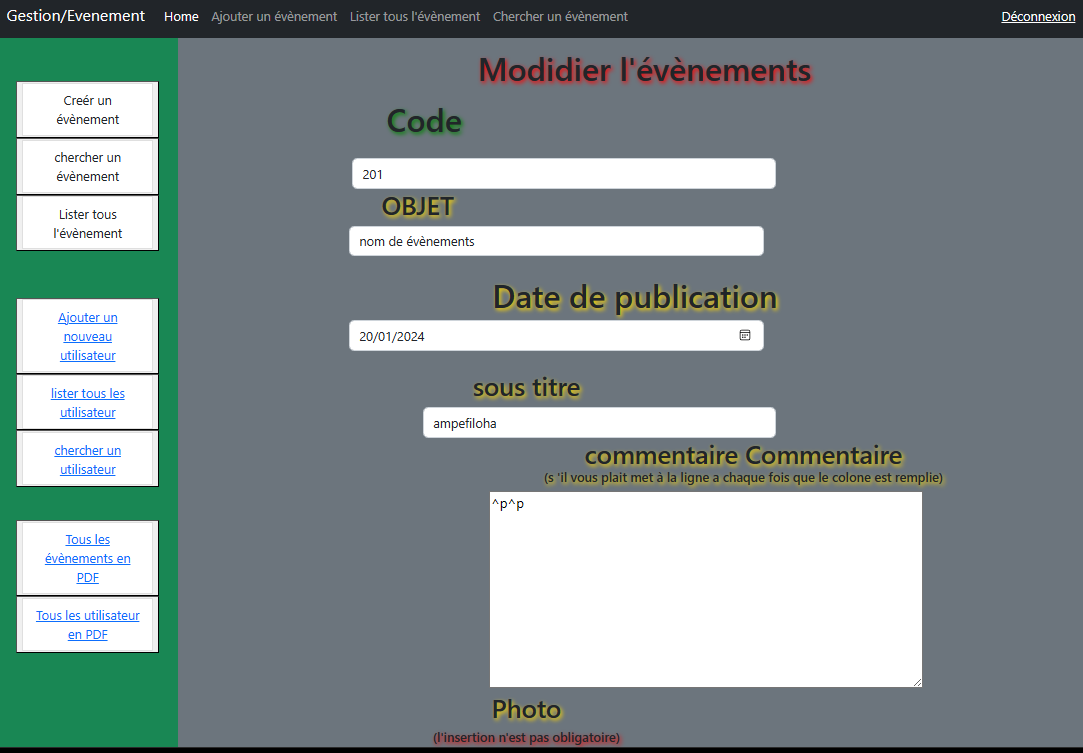 Gestion/Evenement Home Ajouter un évènement Lister tous l'évènement Chercher un évènement Déconnexion
Creér un
évènement
chercher un
évènement
Lister tous
l'évènement
Ajouter un
nouveau
utilisateur
lister tous les
utilisateur
chercher un
utilisateur
Tous les
évènements en
PDF
Tous les utilisateur
en PDF
Modidier l'évènements
Code
201
OBJET
nom de évènements
Date de publication
20/01/2024
sous titre
ampefiloha
commentaire Commentaire
(s 'il vous plait met à la ligne a chaque fois que le colone est remplie)
^p^p
Photo
(l'insertion n'est pas obligatoire)